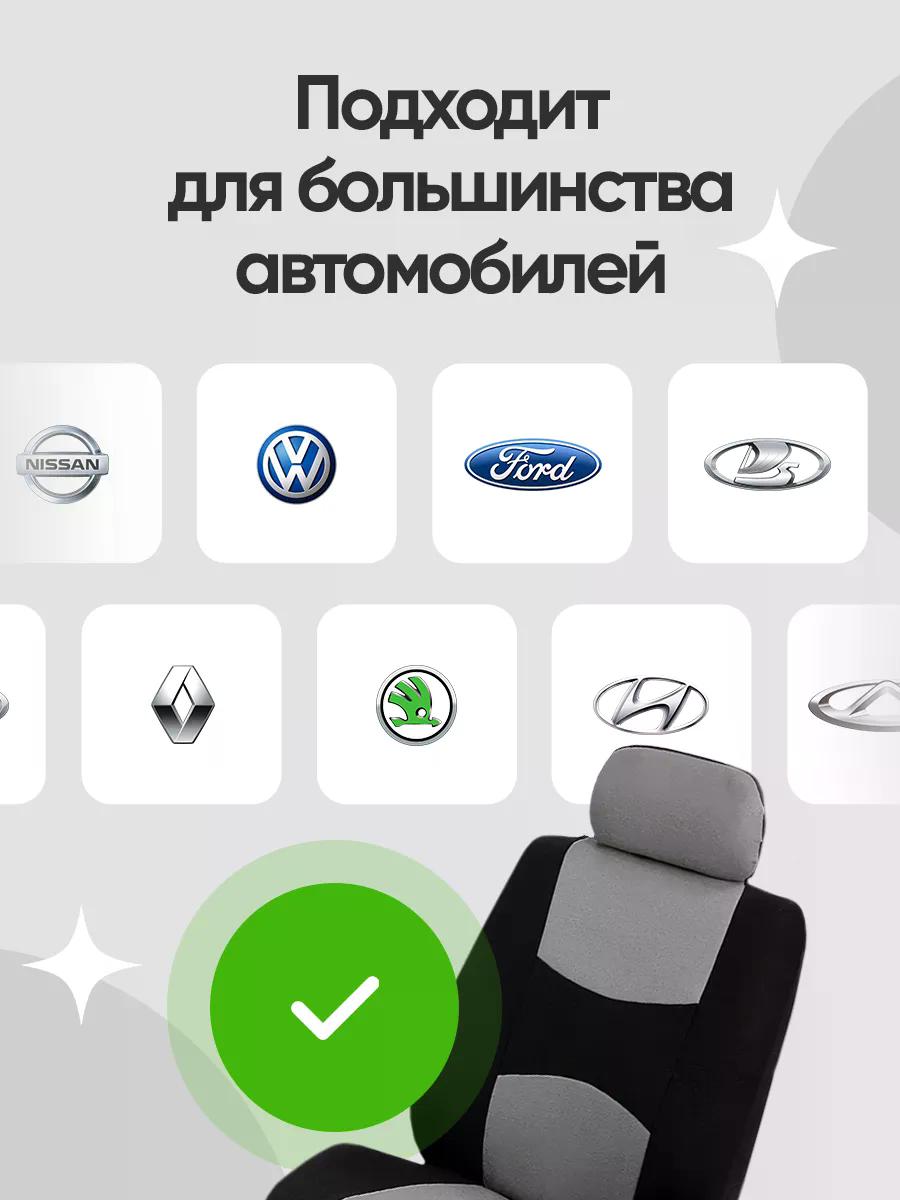 Подходит
для большинства
автомобилей
NISSAN
Ford